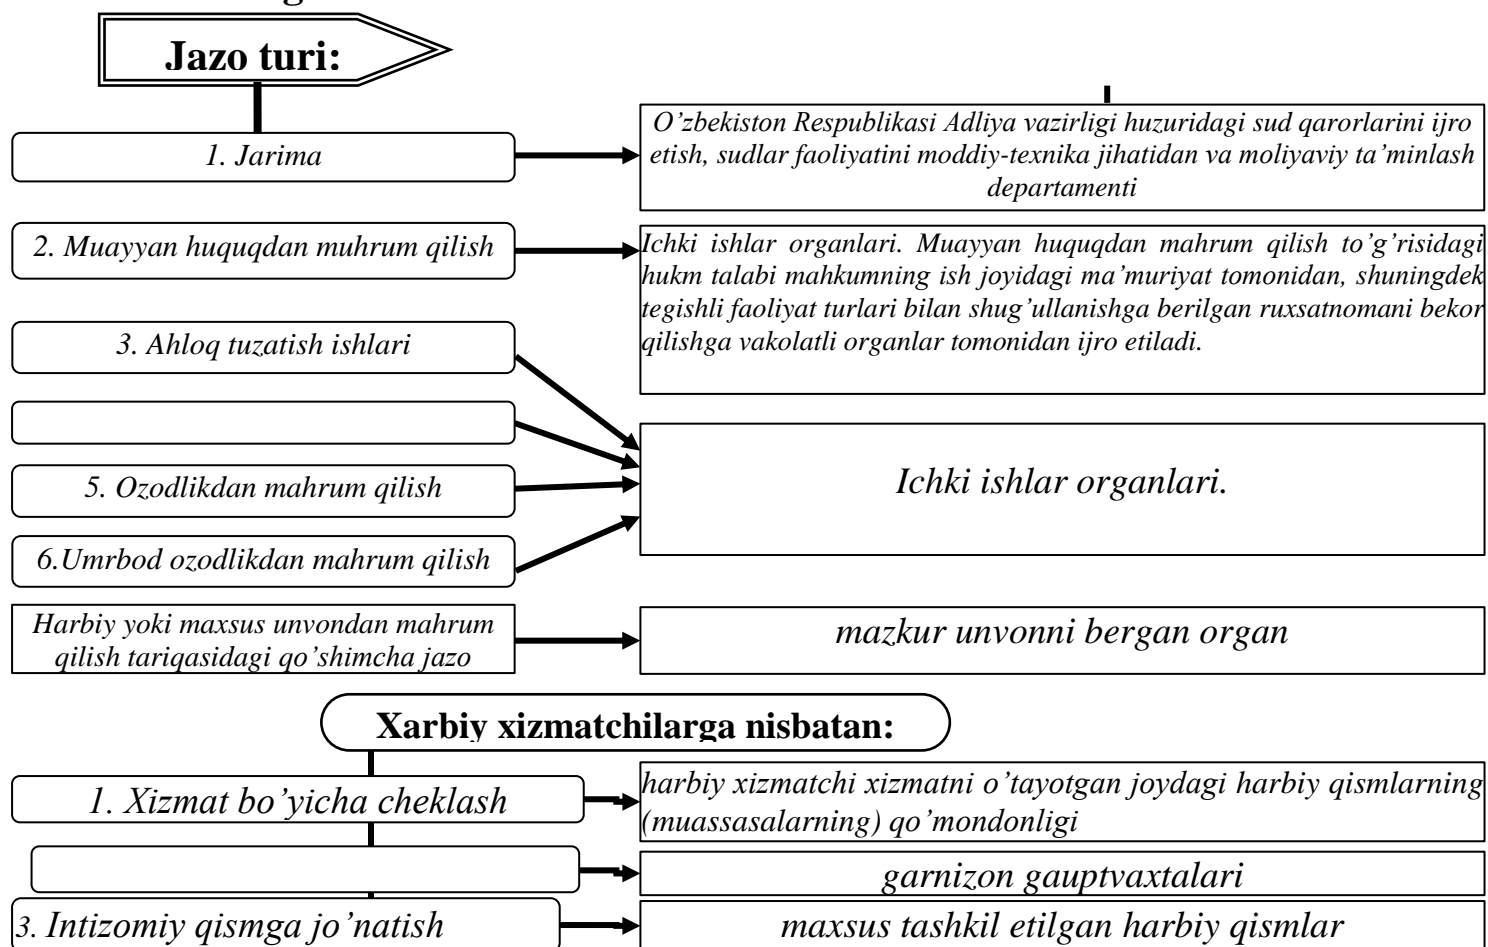 Jazo turi:
1. Jarima
O’zbekiston Respublikasi Adliya vazirligi huzuridagi sud qarorlarini ijro
etish, sudlar faoliyatini moddiy-texnika jihatidan va moliyaviy ta’minlash
departamenti
2. Muayyan huquqdan muhrum qilish
Ichki ishlar organlari. Muayyan huquqdan mahrum qilish to’g’risidagi
hukm talabi mahkumning ish joyidagi ma’muriyat tomonidan, shuningdek
tegishli faoliyat turlari bilan shug’ullanishga berilgan ruxsatnomani bekor
qilishga vakolatli organlar tomonidan ijro etiladi.
3. Ahloq tuzatish ishlari
5. Ozodlikdan mahrum qilish
6.Umrbod ozodlikdan mahrum qilish
Ichki ishlar organlari.
Harbiy yoki maxsus unvondan mahrum
qilish tariqasidagi qo’shimcha jazo
mazkur unvonni bergan organ
Xarbiy xizmatchilarga nisbatan:
1. Xizmat bo’yicha cheklash
harbiy xizmatchi xizmatni o’tayotgan joydagi harbiy qismlarning
(muassasalarning) qo’mondonligi
garnizon gauptvaxtalari
3. Intizomiy qismga jo’natish
maxsus tashkil etilgan harbiy qismlar